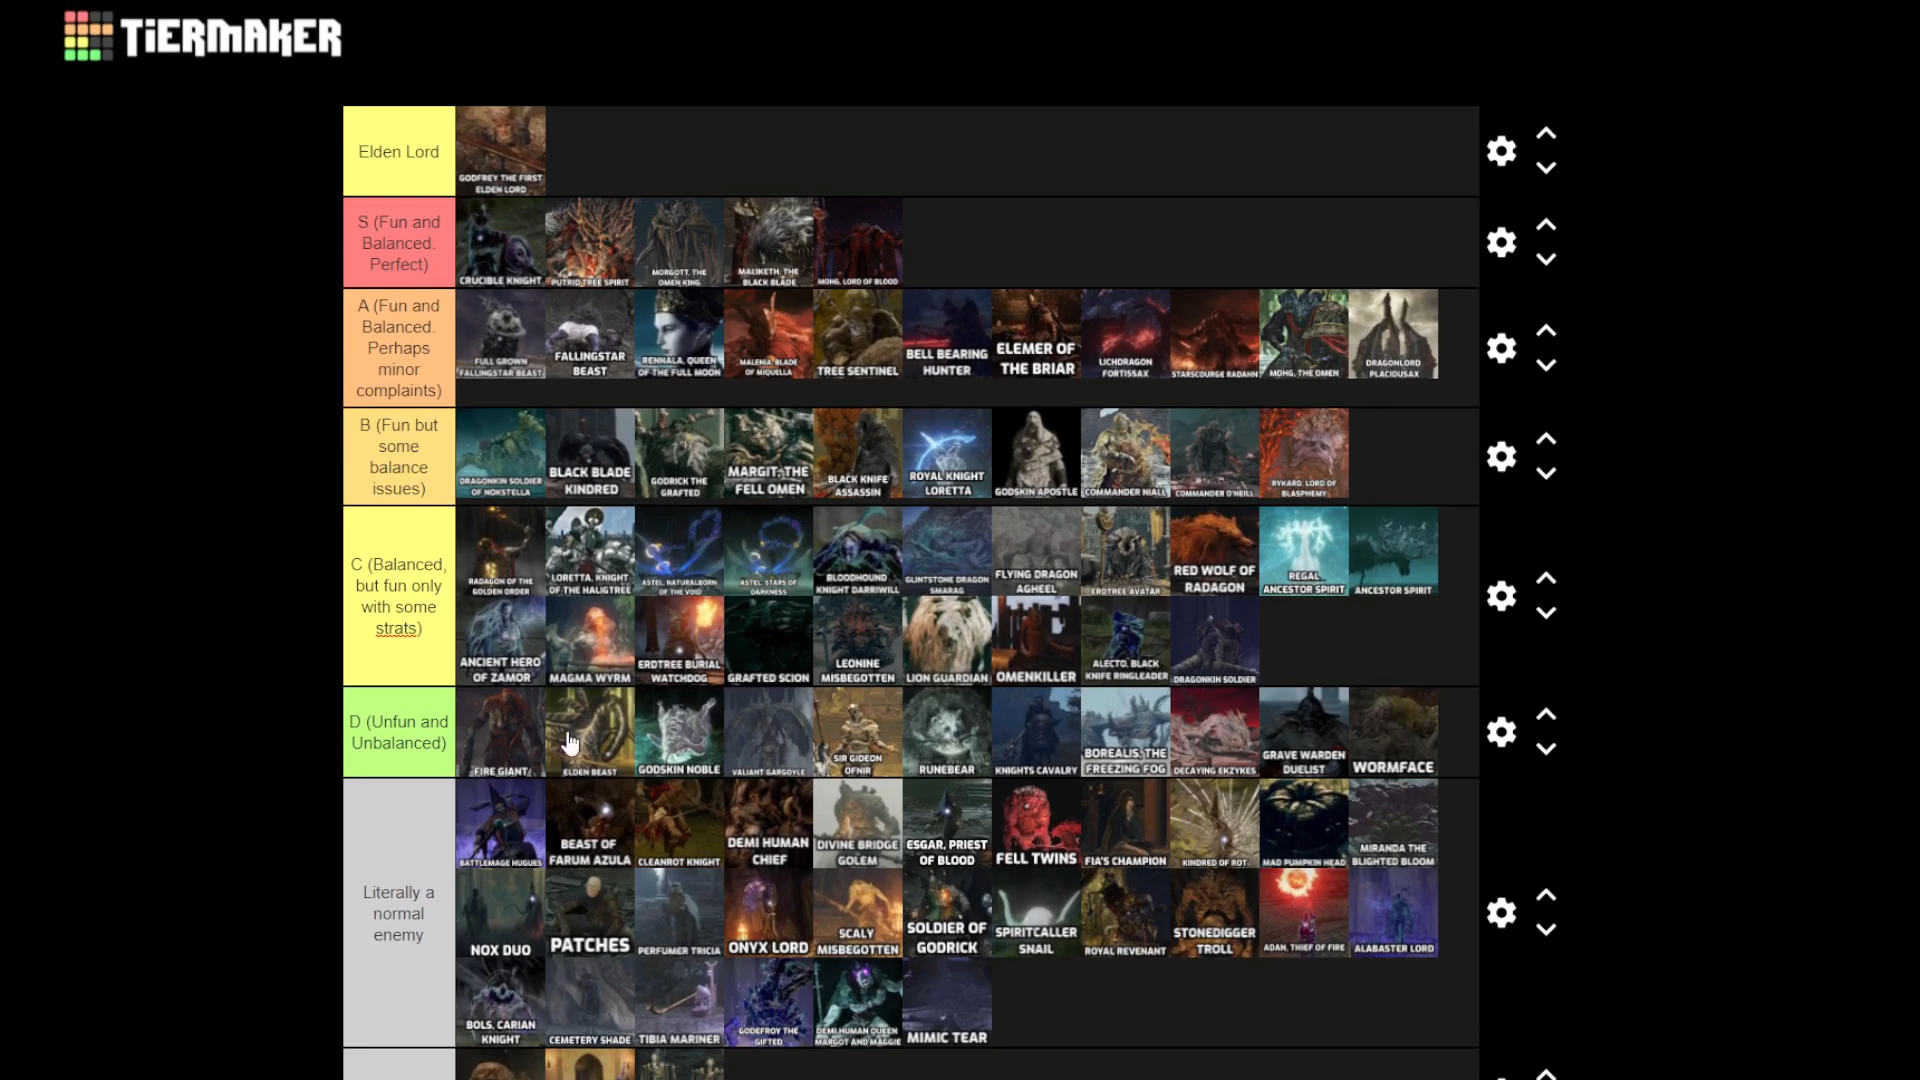 TiERMAKER
Elden Lord
GODFREY THE FIRST
ELDEN LORD
S (Fun and
Balanced.
Perfect)
CRUCIBLE KNIGHT
PUTRID TREE SPIRIT
MORGOTT, THE
OMEN KING
MALIKETH, THE
BLACK BLADE
MOHG, LORD OF BLOOD
A (Fun and
Balanced.
Perhaps
minor
complaints)
FULL GROWN
FALLINGSTAR BEAST
FALLINGSTAR
BEAST
RENNALA, QUEEN
OF THE FULL MOON
MALENIA, BLADE
OF MIQUELLA
TREE SENTINEL
BELL BEARING
HUNTER
ELEMER OF
THE BRIAR
LICHDRAGON
FORTISSAX
STARSCOURGE RADAHN
MOHG, THE OMEN
DRAGONLORD
PLACIDUSAX
B (Fun but
some
balance
issues)
DRAGONKIN SOLDIER
OF NOKSTELLA
BLACK BLADE
KINDRED
GODRICK THE
GRAFTED
MARGIT, THE
FELL OMEN
BLACK KNIFE
ASSASSIN
ROYAL KNIGHT
LORETTA
GODSKIN APOSTLE
COMMANDER NIALL
COMMANDER O'NEILL
RYKARD, LORD OF
BLASPHEMY
C (Balanced,
but fun only
with some
strats)
RADAGON OF THE
GOLDEN ORDER
LORETTA, KNIGHT
OF THE HALIGTREE
ASTEL, NATURALBORN
OF THE VOID
ASTEL, STARS OF
DARKNESS
BLOODHOUND
KNIGHT DARRIWILL
GLINTSTONE DRAGON
SMARAG
FLYING DRAGON
AGHEEL
ERDTREE AVATAR
RED WOLF OF
RADAGON
REGAL
ANCESTOR SPIRIT
ANCESTOR SPIRIT
ANCIENT HERO
OF ZAMOR
MAGMA WYRM
ERDTREE BURIAL
WATCHDOG
GRAFTED SCION
LEONINE
MISBEGOTTEN
LION GUARDIAN
OMENKILLER
ALECTO, BLACK
KNIFE RINGLEADER
DRAGONKIN SOLDIER
D (Unfun and
Unbalanced)
FIRE GIANT
ELDEN BEAST
GODSKIN NOBLE
VALIANT GARGOYLE
SIR GIDEON
OFNIR
RUNEBEAR
KNIGHTS CAVALRY
BOREALIS, THE
FREEZING FOG
DECAYING EKZYKES
GRAVE WARDEN
DUELIST
WORMFACE
Literally a
normal
enemy
BATTLEMAGE HUGUES
BEAST OF
FARUM AZULA
CLEANROT KNIGHT
DEMI HUMAN
CHIEF
DIVINE BRIDGE
GOLEM
ESGAR, PRIEST
OF BLOOD
FELL TWINS
FIA'S CHAMPION
KINDRED OF ROT
MAD PUMPKIN HEAD
MIRANDA THE
BLIGHTED BLOOM
NOX DUO
PATCHES
PERFUMER TRICIA
ONYX LORD
SCALY
MISBEGOTTEN
SOLDIER OF
GODRICK
SPIRITCALLER
SNAIL
ROYAL REVENANT
STONEDIGGER
TROLL
ADAN, THIEF OF FIRE
ALABASTER LORD
BOLS, CARIAN
KNIGHT
CEMETERY SHADE
TIBIA MARINER
GODEFROY THE
GIFTED
DEMI HUMAN QUEEN
MARGOT AND MAGGIE
MIMIC TEAR